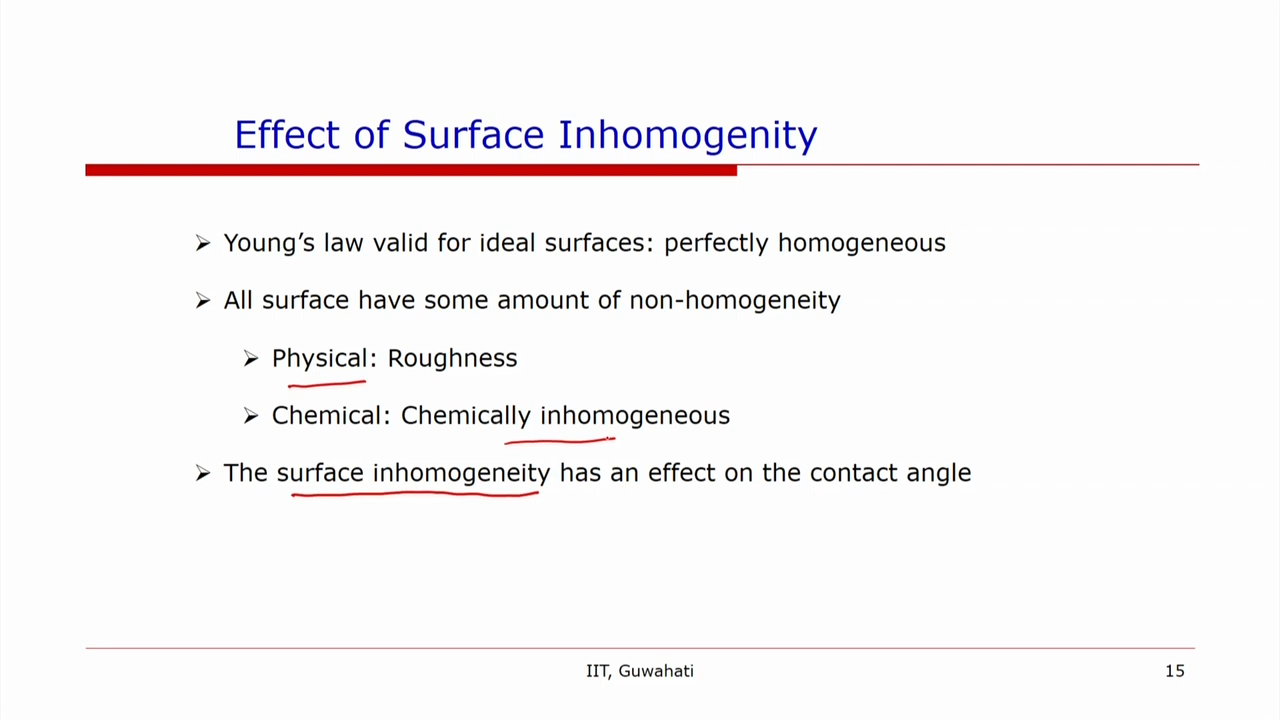 Effect of Surface Inhomogenity
Young's law valid for ideal surfaces: perfectly homogeneous
All surface have some amount of non-homogeneity
Physical: Roughness
Chemical: Chemically inhomogeneous
The surface inhomogeneity has an effect on the contact angle
IIT, Guwahati
15